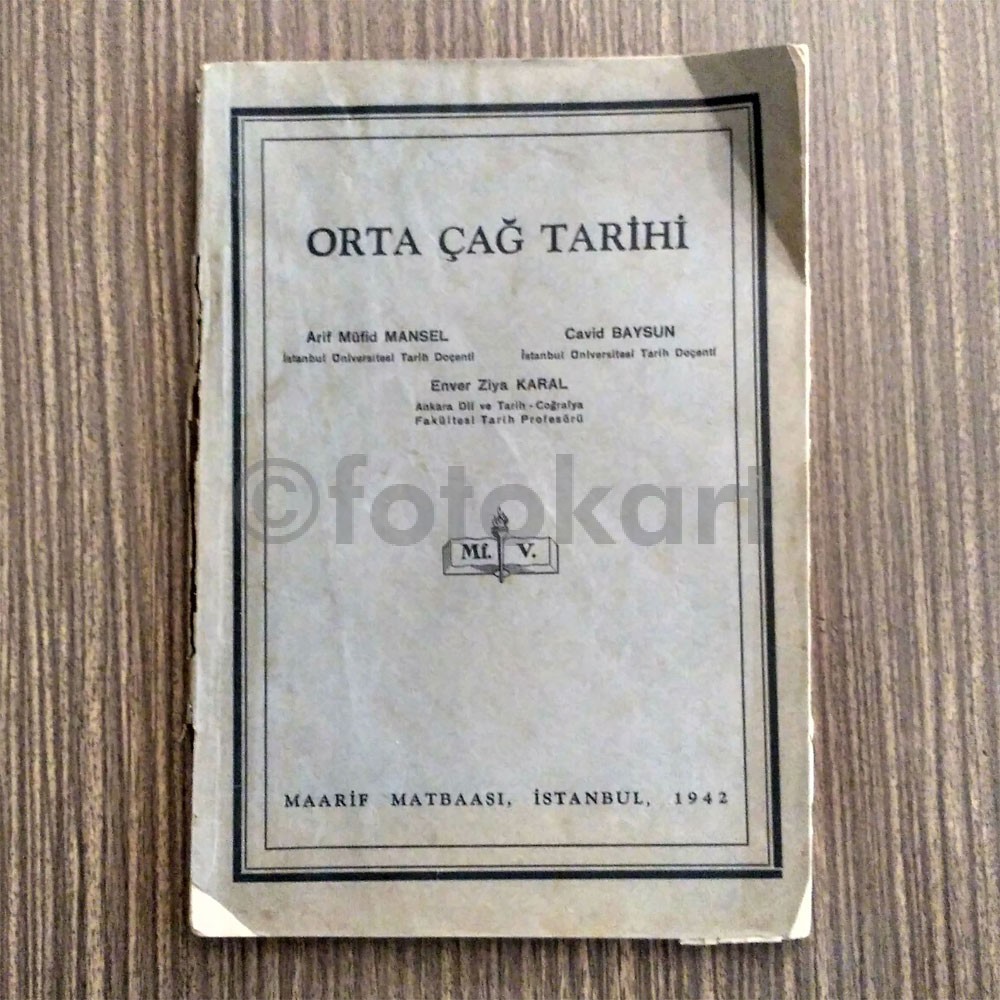 ORTA ÇAĞ TARİHİ
Arif Müfid MANSEL
İstanbul Üniversitesi Tarih Doçenti
Cavid BAYSUN
İstanbul Üniversitesi Tarih Doçenti
Enver Ziya KARAL
Ankara Dil ve Tarih - Coğrafya
Fakültesi Tarih Profesörü
©fotokart
Mf. V.
MAARİF MATBAASI, İSTANBUL, 1942